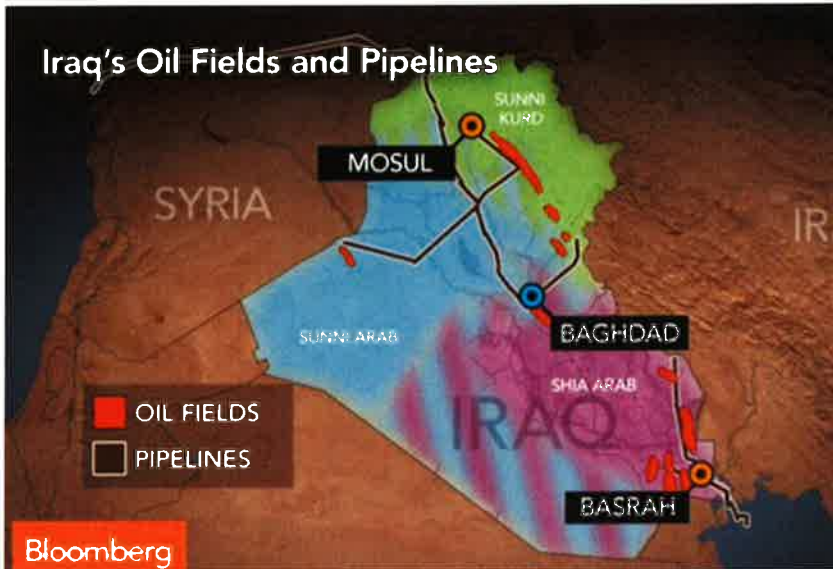 Iraq's Oil Fields and Pipelines
SUNNI
KURD
MOSUL
SYRIA
IR
SUNNI ARAB
BAGHDAD
SHIA ARAB
IRAQ
OIL FIELDS
PIPELINES
BASRAH
Bloomberg